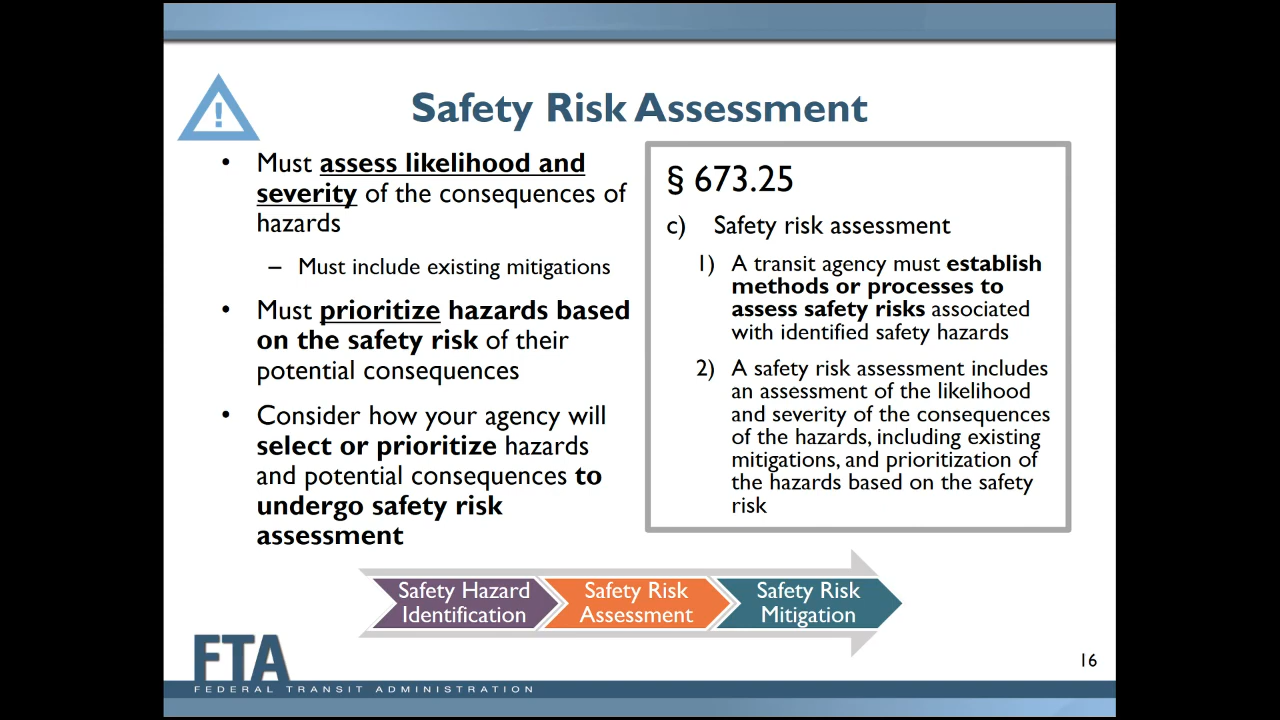 Safety Risk Assessment
• Must assess likelihood and
severity of the consequences of
hazards
– Must include existing mitigations
• Must prioritize hazards based
on the safety risk of their
potential consequences
• Consider how your agency will
select or prioritize hazards
and potential consequences to
undergo safety risk
assessment
§ 673.25
c) Safety risk assessment
1) A transit agency must establish
methods or processes to
assess safety risks associated
with identified safety hazards
2) A safety risk assessment includes
an assessment of the likelihood
and severity of the consequences
of the hazards, including existing
mitigations, and prioritization of
the hazards based on the safety
risk
Safety Hazard
Identification
Safety Risk
Assessment
Safety Risk
Mitigation
FTA
FEDERAL TRANSIT ADMINISTRATION
16